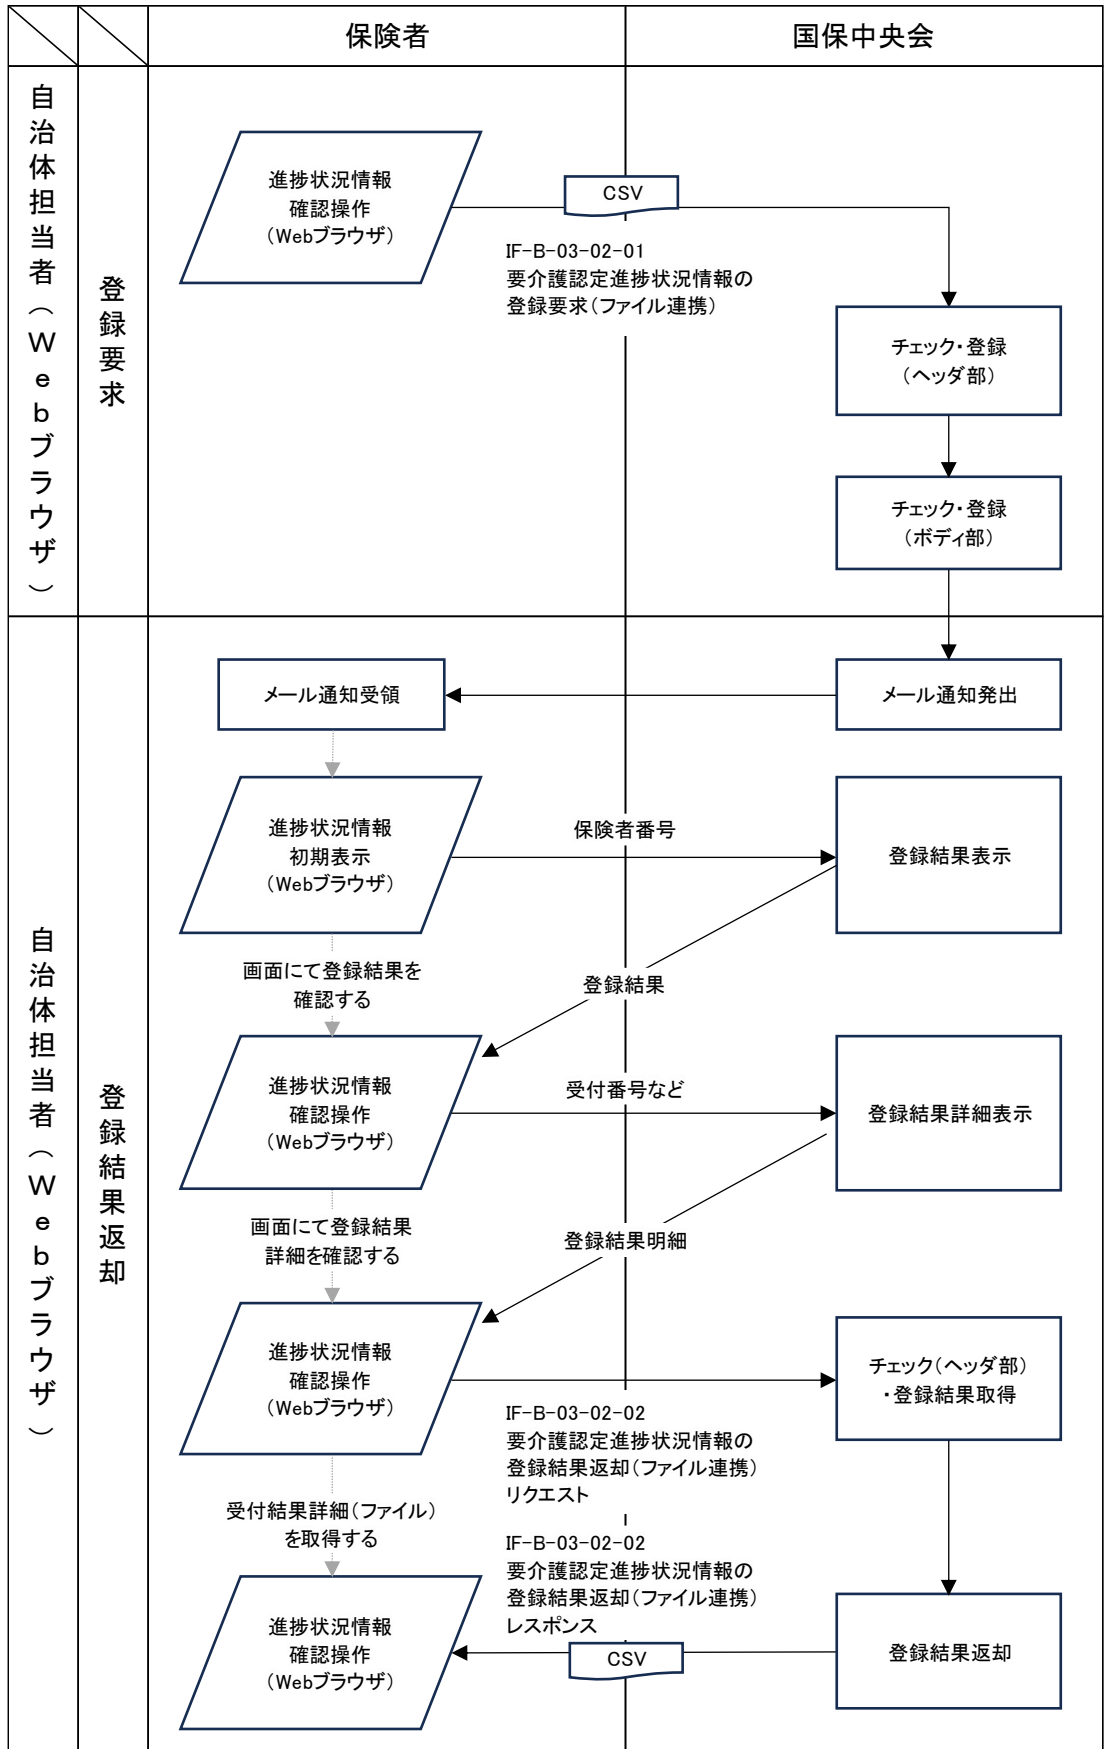 保険者
国保中央会
自治体担当者（Webブラウザ）
登録要求
進捗状況情報
確認操作
（Webブラウザ）
CSV
IF-B-03-02-01
要介護認定進捗状況情報の
登録要求（ファイル連携）
チェック・登録
（ヘッダ部）
チェック・登録
（ボディ部）
自治体担当者（Webブラウザ）
登録結果返却
メール通知受領
メール通知発出
進捗状況情報
初期表示
（Webブラウザ）
保険者番号
登録結果表示
画面にて登録結果を
確認する
登録結果
進捗状況情報
確認操作
（Webブラウザ）
受付番号など
登録結果詳細表示
画面にて登録結果
詳細を確認する
登録結果明細
進捗状況情報
確認操作
（Webブラウザ）
チェック（ヘッダ部）
・登録結果取得
IF-B-03-02-02
要介護認定進捗状況情報の
登録結果返却（ファイル連携）
リクエスト
受付結果詳細（ファイル）
を取得する
IF-B-03-02-02
要介護認定進捗状況情報の
登録結果返却（ファイル連携）
レスポンス
進捗状況情報
確認操作
（Webブラウザ）
CSV
登録結果返却